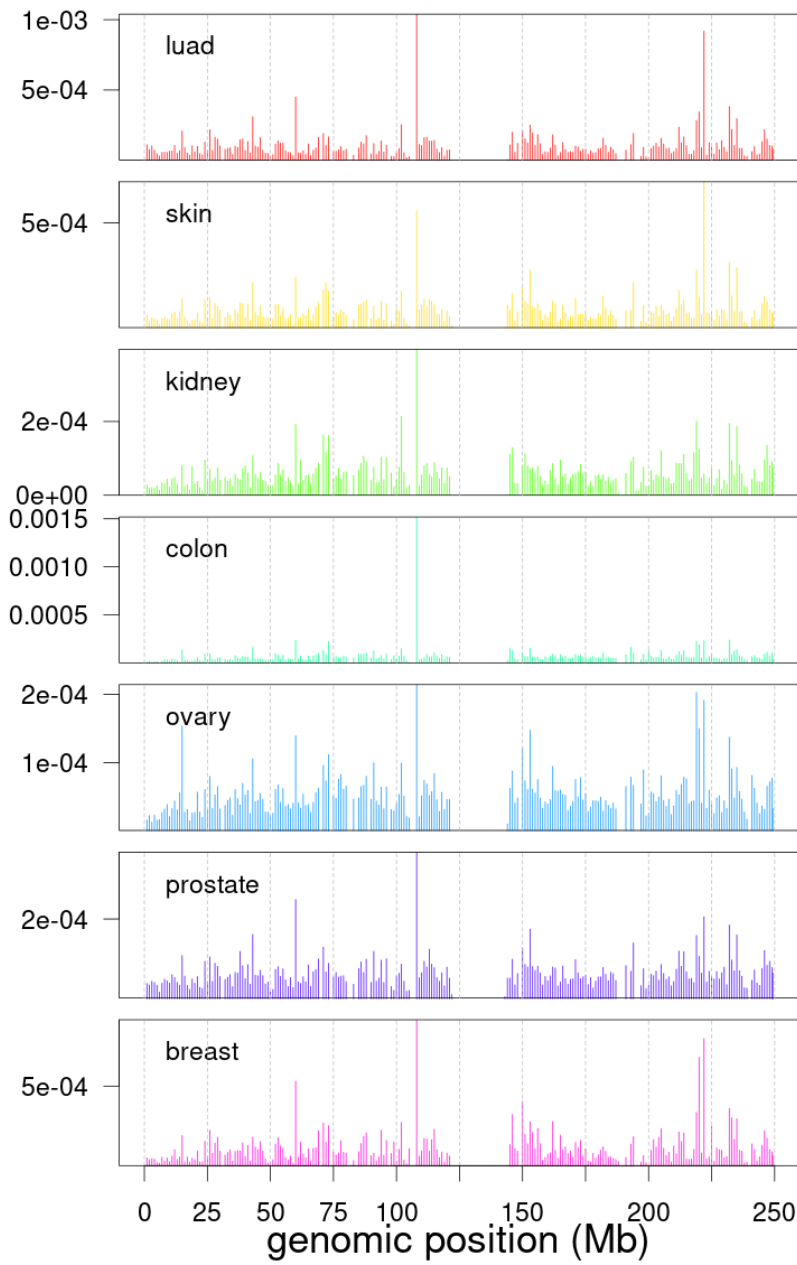 1e-03
luad
5e-04
skin
5e-04
kidney
2e-04
0e+00
0.0015
colon
0.0010
0.0005
2e-04
ovary
1e-04
prostate
2e-04
breast
5e-04
0 25 50 75 100 150 200 250
genomic position (Mb)